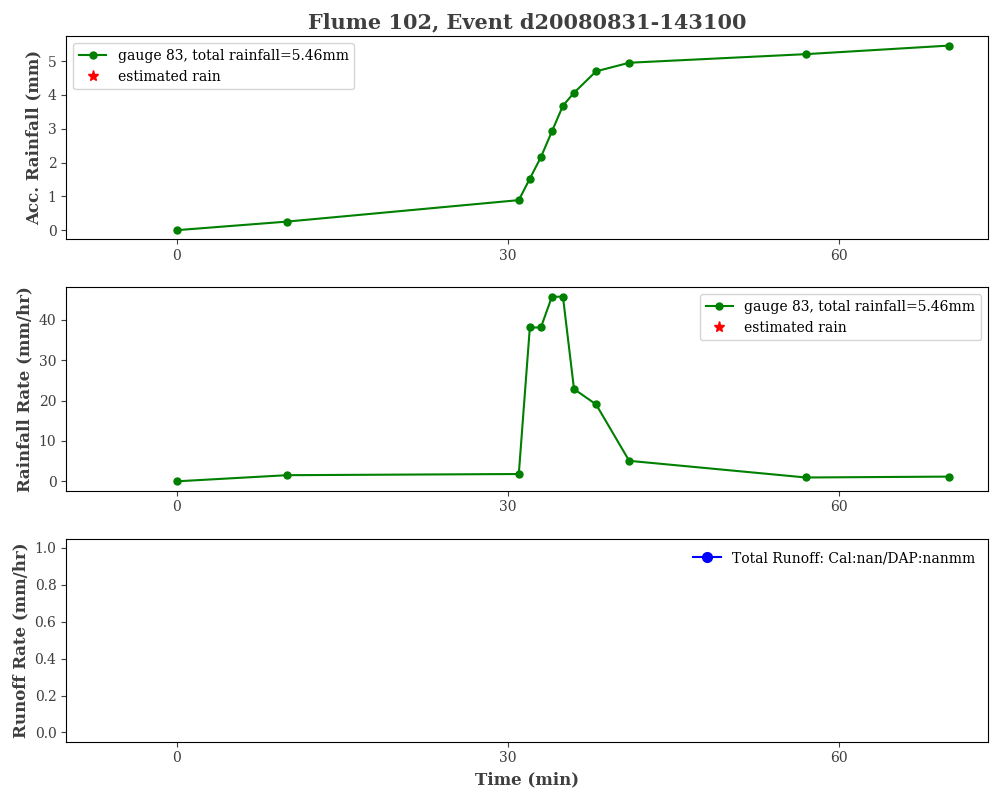 Flume 102, Event d20080831-143100
Acc. Rainfall (mm)
5
4
3
2
1
0
gauge 83, total rainfall=5.46mm
estimated rain
0 30 60
Rainfall Rate (mm/hr)
40
30
20
10
0
gauge 83, total rainfall=5.46mm
estimated rain
0 30 60
Runoff Rate (mm/hr)
1.0
0.8
0.6
0.4
0.2
0.0
Total Runoff: Cal:nan/DAP:nanmm
0 30 60
Time (min)